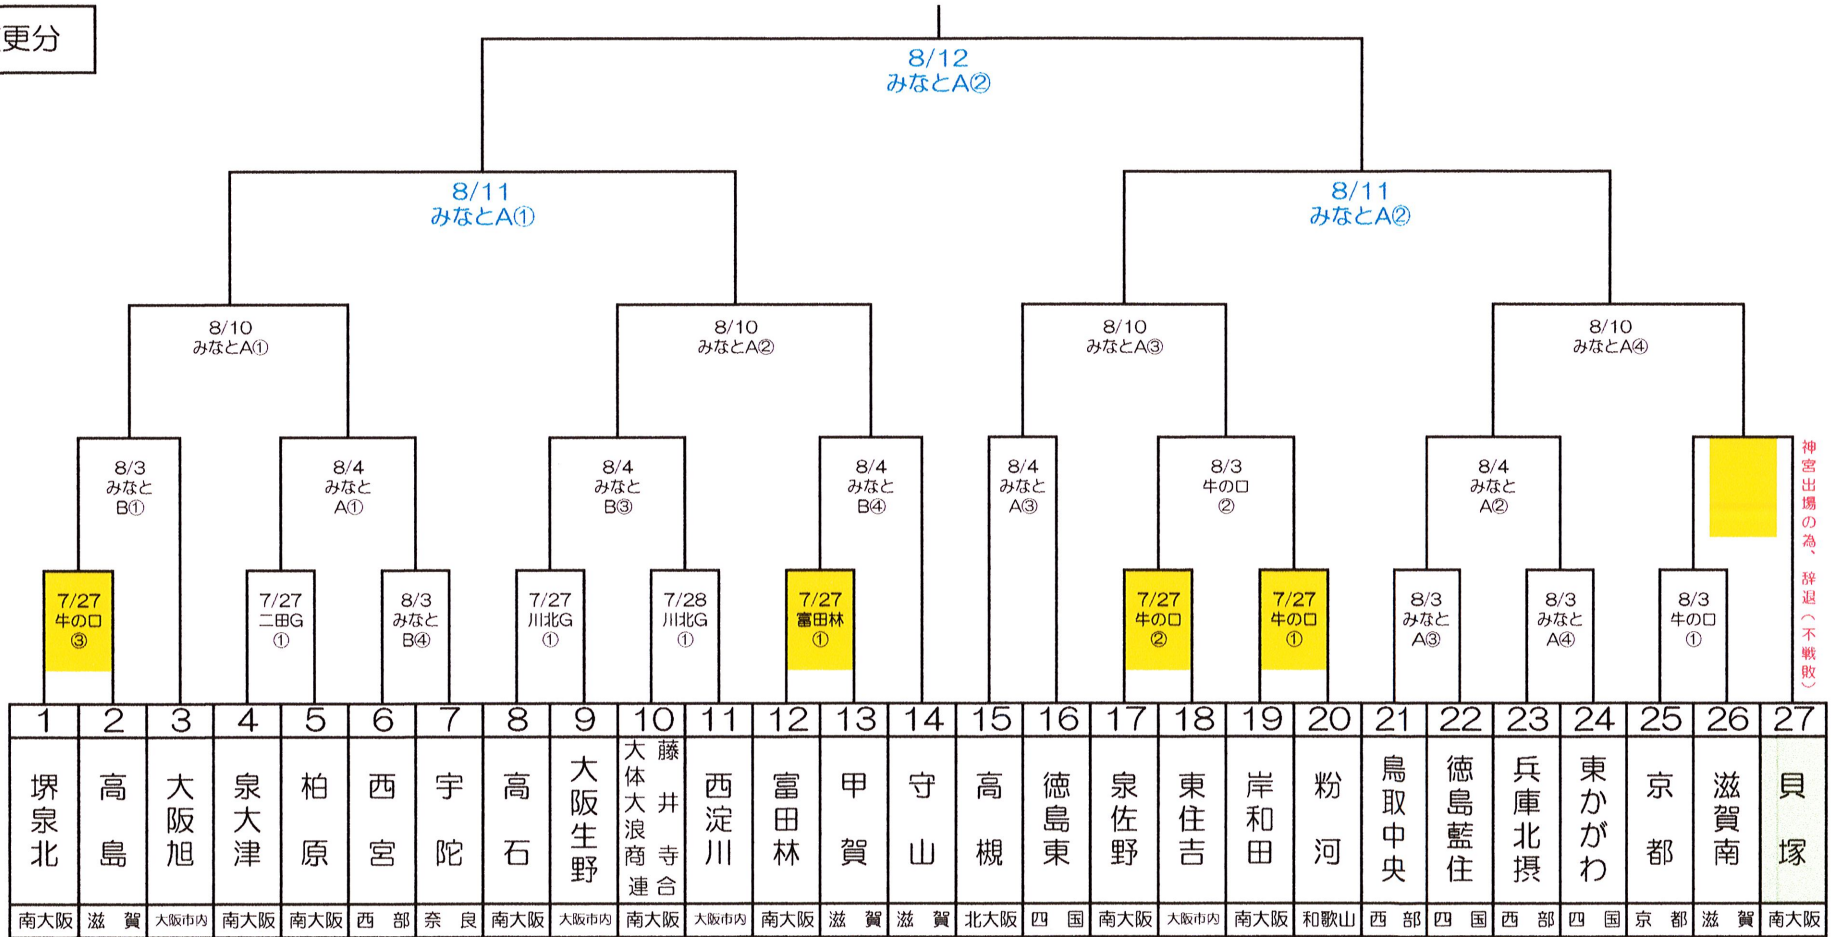 更分
8/12
みなとA②
8/11
みなとA①
8/11
みなとA②
8/10
みなとA①
8/10
みなとA②
8/10
みなとA③
8/10
みなとA④
8/3
みなと
B①
8/4
みなと
A①
8/4
みなと
B③
8/4
みなと
B④
8/4
みなと
A③
8/3
牛の口
②
8/4
みなと
A②
神宮出場の為、辞退(不戦敗)
7/27
牛の口
③
7/27
二田G
①
8/3
みなと
B④
7/27
川北G
①
7/28
川北G
①
7/27
富田林
①
7/27
牛の口
②
7/27
牛の口
①
8/3
みなと
A③
8/3
みなと
A④
8/3
牛の口
①
1 2 3 4 5 6 7 8 9 10 11 12 13 14 15 16 17 18 19 20 21 22 23 24 25 26 27
堺泉北
高島
大阪旭
泉大津
柏原
西宮
宇陀
高石
大阪生野
藤井寺
大体大浪商
連合
西淀川
富田林
甲賀
守山
高槻
徳島東
泉佐野
東住吉
岸和田
粉河
鳥取中央
徳島藍住
兵庫北摂
東かがわ
京都
滋賀南
貝塚
南大阪 滋賀 大阪市内 南大阪 南大阪 西部 奈良 南大阪 大阪市内 南大阪 大阪市内 南大阪 滋賀 滋賀 北大阪 四国 南大阪 大阪市内 南大阪 和歌山 西部 四国 西部 四国 京都 滋賀 南大阪